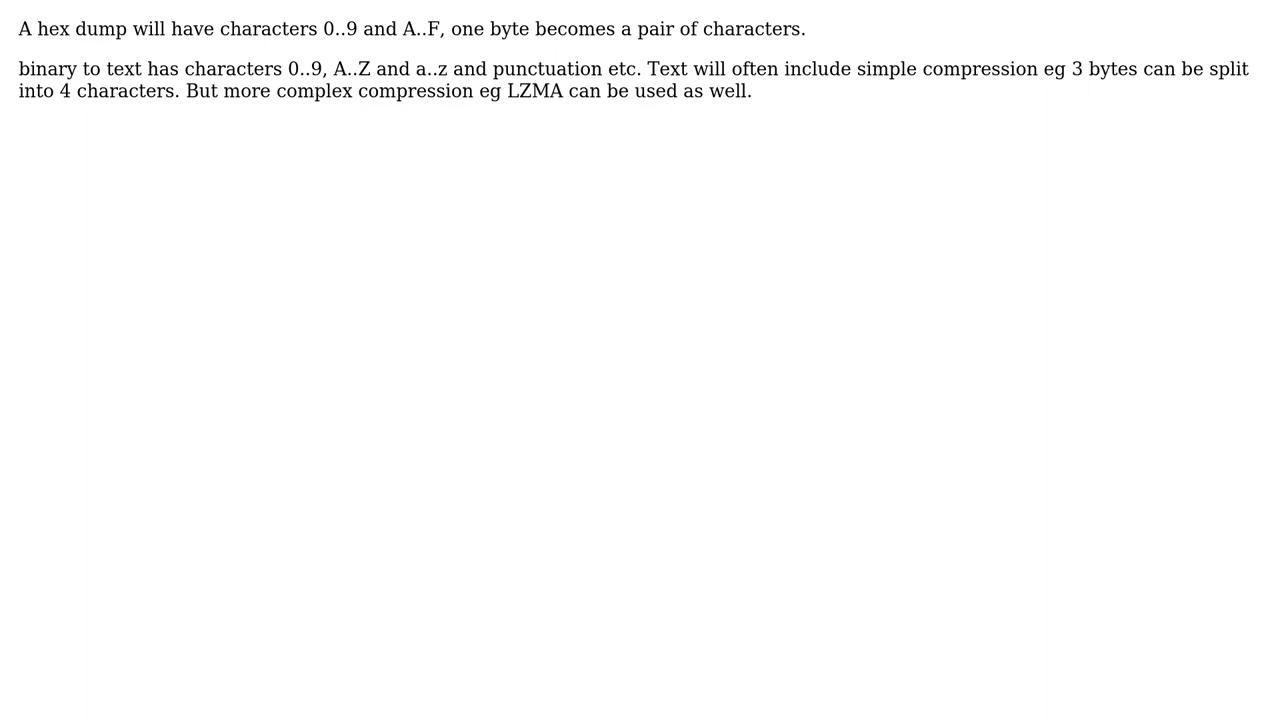 A hex dump will have characters 0..9 and A..F, one byte becomes a pair of characters.
binary to text has characters 0..9, A..Z and a..z and punctuation etc. Text will often include simple compression eg 3 bytes can be split
into 4 characters. But more complex compression eg LZMA can be used as well.